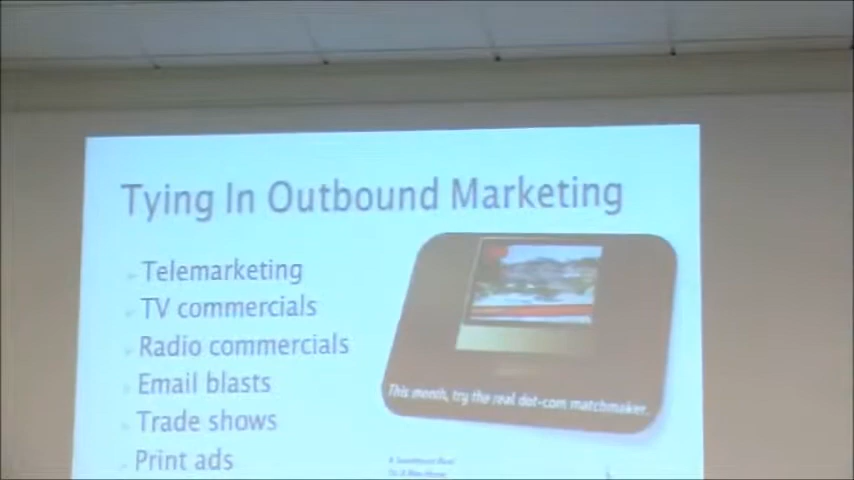 Tying In Outbound Marketing
Telemarketing
TV commercials
Radio commercials
Email blasts
Trade shows
Print ads
This month, try the real dot-com matchmaker.